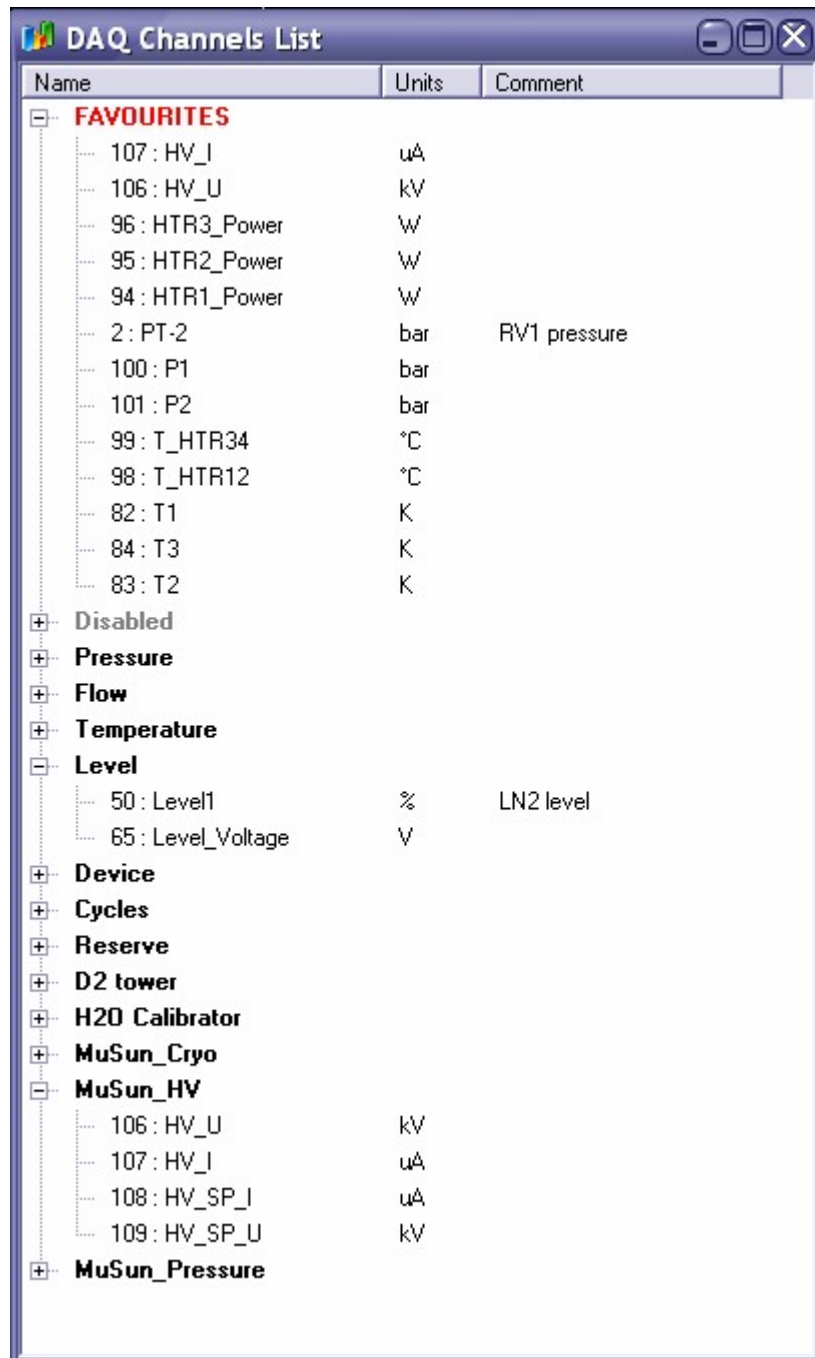 DAQ Channels List
Name Units Comment
FAVOURITES
107 : HV_I uA
106 : HV_U kV
96 : HTR3_Power W
95 : HTR2_Power W
94 : HTR1_Power W
2 : PT-2 bar RV1 pressure
100 : P1 bar
101 : P2 bar
99 : T_HTR34 °C
98 : T_HTR12 °C
82 : T1 K
84 : T3 K
83 : T2 K
Disabled
Pressure
Flow
Temperature
Level
50 : Level1 % LN2 level
65 : Level_Voltage V
Device
Cycles
Reserve
D2 tower
H2O Calibrator
MuSun_Cryo
MuSun_HV
106 : HV_U kV
107 : HV_I uA
108 : HV_SP_I uA
109 : HV_SP_U kV
MuSun_Pressure